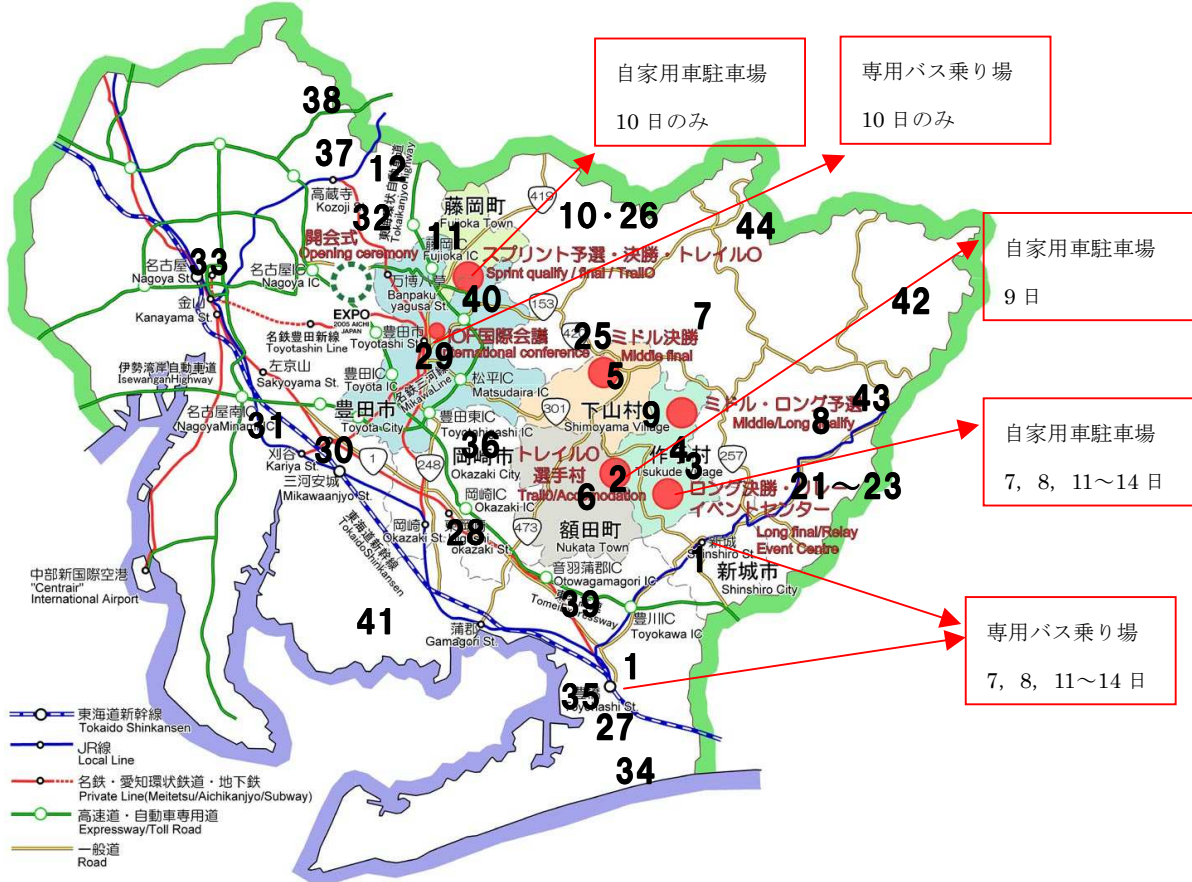 自家用車駐車場
10 日のみ
専用バス乗り場
10 日のみ
自家用車駐車場
9 日
自家用車駐車場
7, 8, 11～14 日
専用バス乗り場
7, 8, 11～14 日
38
37
12
高蔵寺
Kozoji
32
Tokaikanjyo Highway
藤岡町
Fujioka Town
419
10・26
44
開会式
Opening ceremony
11
藤岡IC
Fujioka IC
スプリント予選・決勝・トレイルO
Sprint qualify / final / TrailO
名古屋
Nagoya St.
33
名古屋IC
Nagoya IC
万博八草
Banpaku
yagusa St.
40
153
金山
Kanayama St.
EXPO
2005 AICHI
JAPAN
名鉄豊田新線
Toyotashin Line
豊田市
Toyotashi St.
IOF国際会議
International conference
29
25
ミドル決勝
Middle final
7
42
伊勢湾岸自動車道
IsewanganHighway
左京山
Sakyoyama St.
豊田IC
Toyota IC
名鉄三河線
MikawaLine
松平IC
Matsudaira IC
5
名古屋南IC
NagoyaMinami IC
31
豊田市
Toyota City
豊田東IC
Toyotahigashi IC
301
下山村
Shimoyama Village
9
ミドル・ロング予選
Middle/Long qualify
8
43
刈谷
Kariya St.
30
1
248
36
岡崎市
Okazaki City
トレイルO
選手村
TrailO/Accomodation
2
6
4
作手村
Tsukude Village
3
257
21～23
三河安城
Mikawaanjyo St.
岡崎IC
Okazaki IC
ロング決勝・リレー
イベントセンター
Long final/Relay
Event Centre
東海道新幹線
TokaidoShinkansen
岡崎
Okazaki St.
28
okazaki St.
473
額田町
Nukata Town
新城
Shinshiro St.
1
新城市
Shinshiro City
中部新国際空港
"Centrair"
International Airport
音羽蒲郡IC
Otowagamagori IC
39
豊川IC
Toyokawa IC
41
蒲郡
Gamagori St.
1
35
Toyohashi St.
27
34
東海道新幹線
Tokaido Shinkansen
JR線
Local Line
名鉄・愛知環状鉄道・地下鉄
Private Line(Meitetsu/Aichikanjyo/Subway)
高速道・自動車専用道
Expressway/Toll Road
一般道
Road